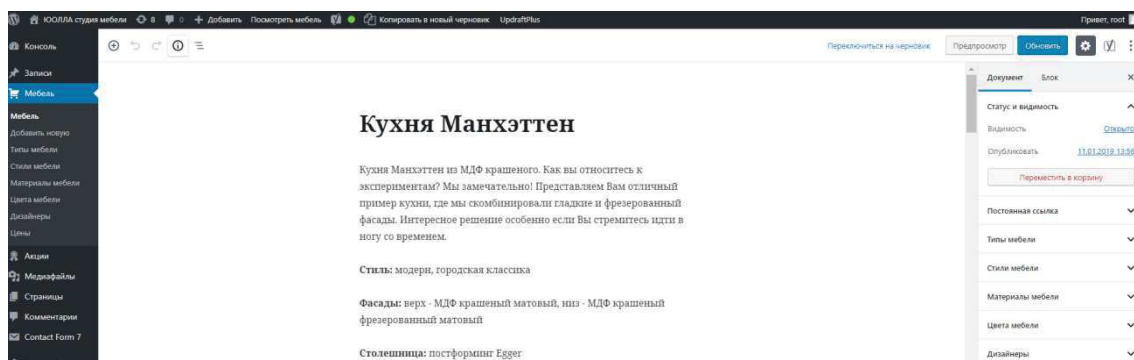 ЮОЛЛА студия мебели 8 0 + Добавить Посмотреть мебель Копировать в новый черновик UpdraftPlus Привет, root
Консоль
Переключиться на черновик Предпросмотр Обновить
Записи
Мебель
Мебель
Добавить новую
Типы мебели
Стили мебели
Материалы мебели
Цвета мебели
Дизайнеры
Цены
Акции
Медиафайлы
Страницы
Комментарии
Contact Form 7
Кухня Манхэттен
Кухня Манхэттен из МДФ крашеного. Как вы относитесь к
экспериментам? Мы замечательно! Представляем Вам отличный
пример кухни, где мы скомбинировали гладкие и фрезерованный
фасады. Интересное решение особенно если Вы стремитесь идти в
ногу со временем.
Стиль: модерн, городская классика
Фасады: верх - МДФ крашеный матовый, низ - МДФ крашеный
фрезерованный матовый
Столешница: постформинг Egger
Документ Блок
Статус и видимость
Видимость Открыто
Опубликовать 11.01.2019 13:56
Переместить в корзину
Постоянная ссылка
Типы мебели
Стили мебели
Материалы мебели
Цвета мебели
Дизайнеры